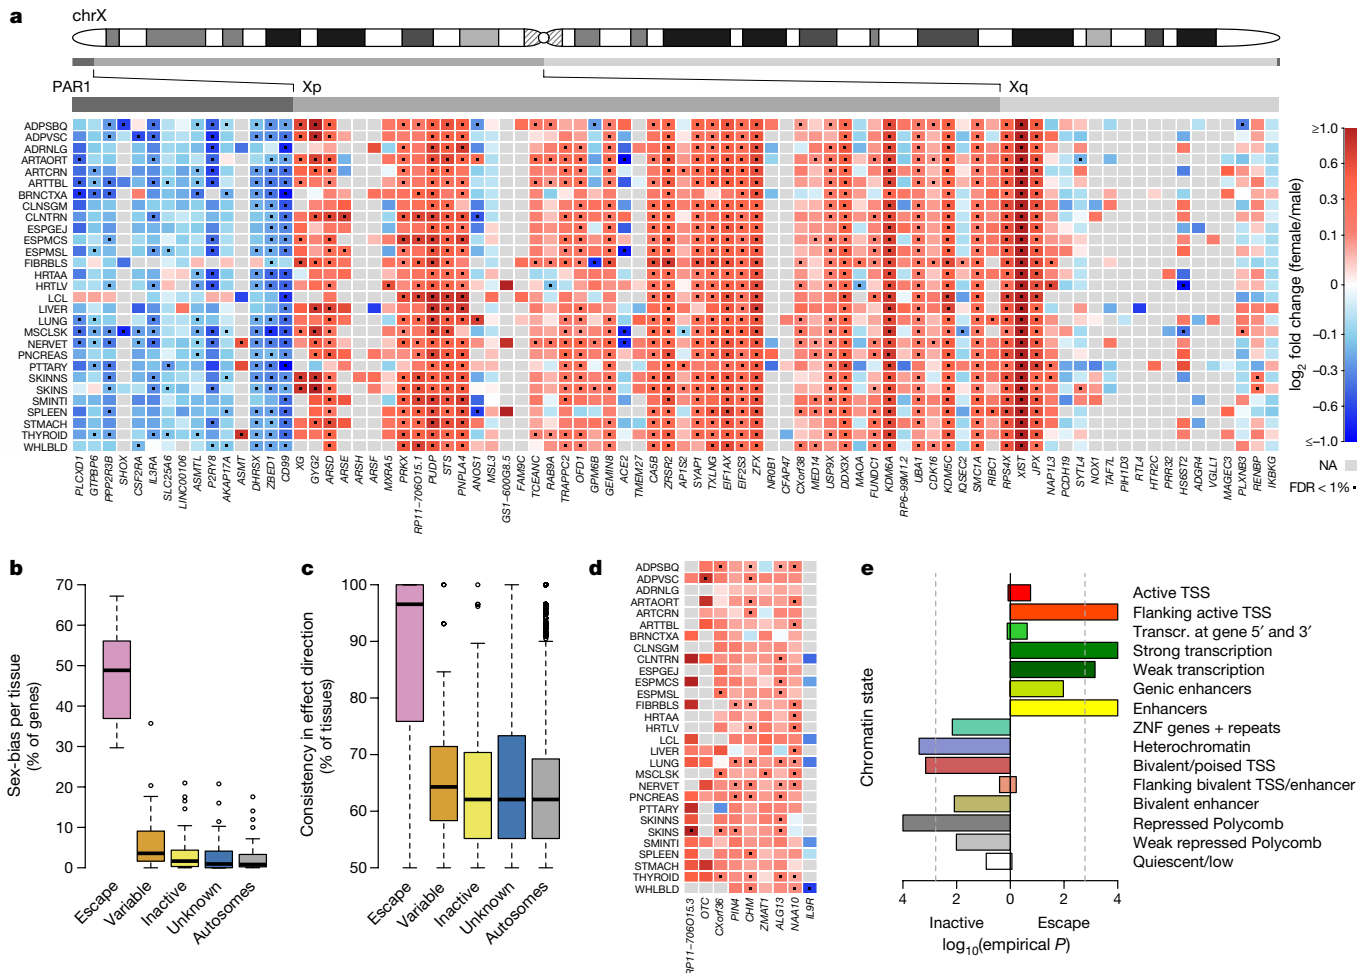 a
chrX
PAR1
Xp
Xq
ADPSBQ
ADPVSC
ADRNLG
ARTAORT
ARTCRN
ARTTBL
BRNCTXA
CLNSGM
CLNTRN
ESPGEJ
ESPMCS
ESPMSL
FIBRBLS
HRTAA
HRTLV
LCL
LIVER
LUNG
MSCLSK
NERVET
PNCREAS
PTTARY
SKINNS
SKINS
SMINTI
SPLEEN
STMACH
THYROID
WHLBLD
PLCXD1
GTPBP6
PPP2R3B
SHOX
CSF2RA
IL3RA
SLC25A6
LINC00106
ASMTL
P2RY8
AKAP17A
ASMT
DHRSX
ZBED1
CD99
XG
GYG2
ARSD
ARSE
ARSH
ARSF
MXRA5
PRKX
RP11-706O15.1
PUDP
STS
PNPLA4
ANOS1
MSL3
GS1-600G8.5
FAM9C
TCEANC
RAB9A
TRAPPC2
OFD1
GPM6B
GEMIN8
ACE2
TMEM27
CA5B
ZRSR2
AP1S2
SYAP1
TXLNG
EIF1AX
EIF2S3
ZFX
NR0B1
CFAP47
CXorf38
MED14
USP9X
DDX3X
MAOA
FUNDC1
KDM6A
RP6-99M1.2
UBA1
CDK16
KDM5C
IQSEC2
SMC1A
RIBC1
RPS4X
XIST
JPX
NAP1L3
PCDH19
SYTL4
NOX1
TAF7L
PIH1D3
RTL4
HTR2C
PRR32
HS6ST2
ADGR4
VGLL1
MAGEC3
PLXNB3
RENBP
IKBKG
≥1.0
0.6
0.3
0.1
0
−0.1
−0.3
−0.6
≤−1.0
log2 fold change (female/male)
NA
FDR < 1%
b
Sex-bias per tissue
(% of genes)
70
60
50
40
30
20
10
0
Escape
Variable
Inactive
Unknown
Autosomes
c
Consistency in effect direction
(% of tissues)
100
90
80
70
60
50
Escape
Variable
Inactive
Unknown
Autosomes
d
ADPSBQ
ADPVSC
ADRNLG
ARTAORT
ARTCRN
ARTTBL
BRNCTXA
CLNSGM
CLNTRN
ESPGEJ
ESPMCS
ESPMSL
FIBRBLS
HRTAA
HRTLV
LCL
LIVER
LUNG
MSCLSK
NERVET
PNCREAS
PTTARY
SKINNS
SKINS
SMINTI
SPLEEN
STMACH
THYROID
WHLBLD
RP11-706O15.3
OTC
CXorf36
PIN4
CHM
ZMAT1
ALG13
NAA10
IL9R
e
Chromatin state
Active TSS
Flanking active TSS
Transcr. at gene 5′ and 3′
Strong transcription
Weak transcription
Genic enhancers
Enhancers
ZNF genes + repeats
Heterochromatin
Bivalent/poised TSS
Flanking bivalent TSS/enhancer
Bivalent enhancer
Repressed Polycomb
Weak repressed Polycomb
Quiescent/low
4 2 0 2 4
Inactive Escape
log10(empirical P)